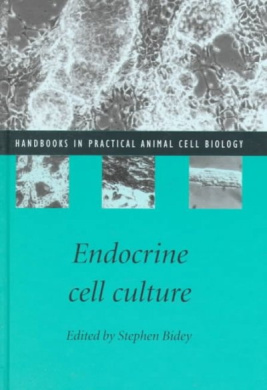 HANDBOOKS IN PRACTICAL ANIMAL CELL BIOLOGY
Endocrine
cell culture
Edited by Stephen Bidey